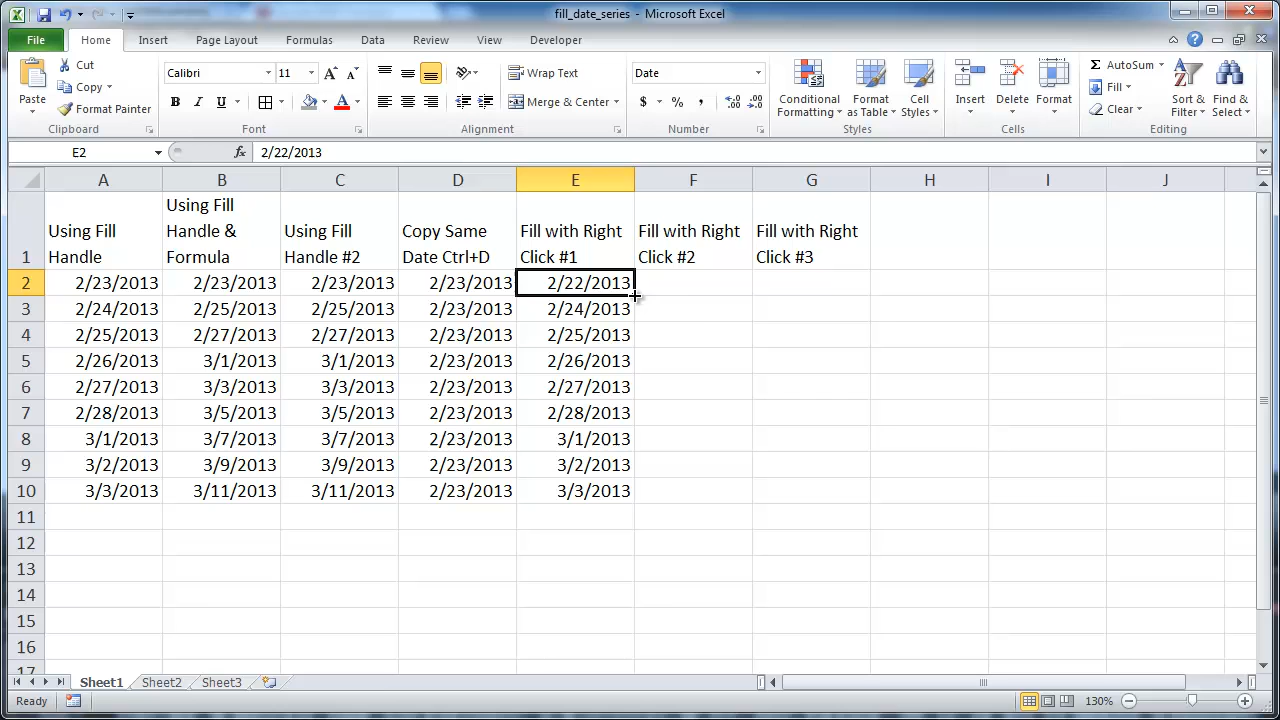 fill_date_series - Microsoft Excel
File Home Insert Page Layout Formulas Data Review View Developer
Paste
Cut
Copy
Format Painter
Clipboard
Calibri 11
B I U A
Font
Wrap Text
Merge & Center
Alignment
Date
$ % ,
Number
Conditional Formatting
Format as Table
Cell Styles
Styles
Insert Delete Format
Cells
AutoSum
Fill
Clear
Sort & Filter
Find & Select
Editing
E2 fx 2/22/2013
A B C D E F G H I J
1 Using Fill Handle Using Fill Handle & Formula Using Fill Handle #2 Copy Same Date Ctrl+D Fill with Right Click #1 Fill with Right Click #2 Fill with Right Click #3
2 2/23/2013 2/23/2013 2/23/2013 2/23/2013 2/22/2013
3 2/24/2013 2/25/2013 2/25/2013 2/23/2013 2/24/2013
4 2/25/2013 2/27/2013 2/27/2013 2/23/2013 2/25/2013
5 2/26/2013 3/1/2013 3/1/2013 2/23/2013 2/26/2013
6 2/27/2013 3/3/2013 3/3/2013 2/23/2013 2/27/2013
7 2/28/2013 3/5/2013 3/5/2013 2/23/2013 2/28/2013
8 3/1/2013 3/7/2013 3/7/2013 2/23/2013 3/1/2013
9 3/2/2013 3/9/2013 3/9/2013 2/23/2013 3/2/2013
10 3/3/2013 3/11/2013 3/11/2013 2/23/2013 3/3/2013
11
12
13
14
15
16
17
Sheet1 Sheet2 Sheet3
Ready 130%